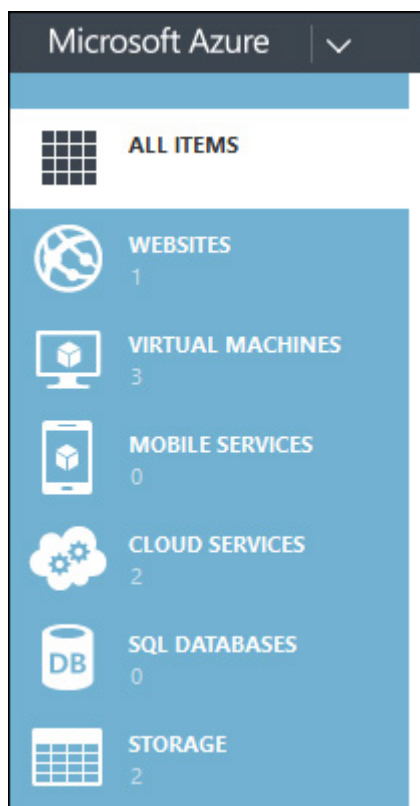 Microsoft Azure
ALL ITEMS
WEBSITES
1
VIRTUAL MACHINES
3
MOBILE SERVICES
0
CLOUD SERVICES
2
DB
SQL DATABASES
0
STORAGE
2